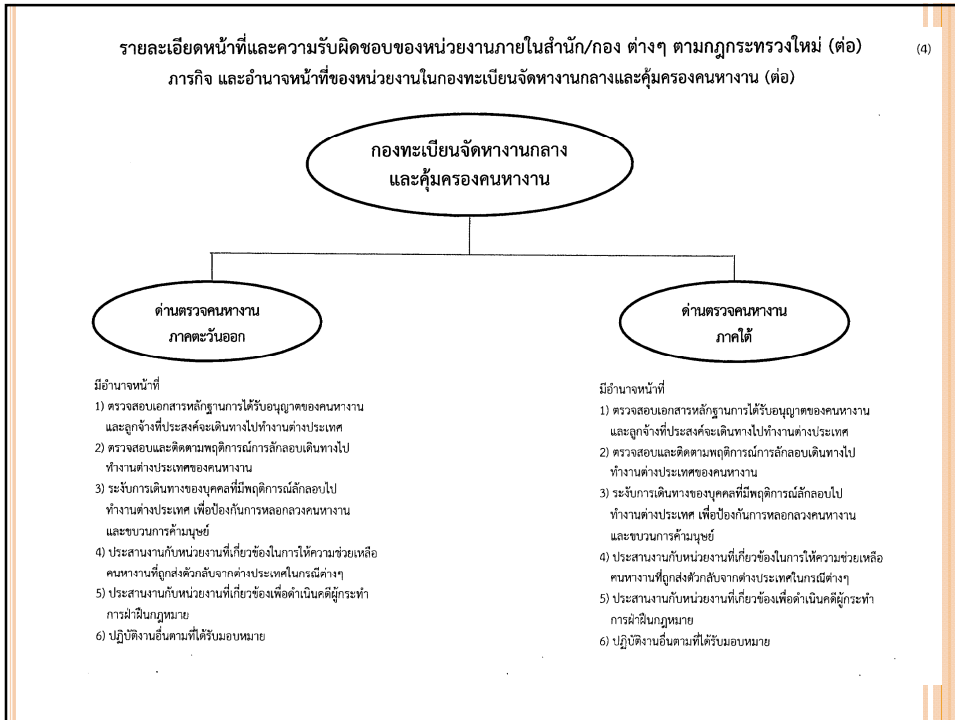 รายละเอียดหน้าที่และความรับผิดชอบของหน่วยงานภายในสำนัก/กอง ต่างๆ ตามกฎกระทรวงใหม่ (ต่อ)
(4)
ภารกิจ และอำนาจหน้าที่ของหน่วยงานในกองทะเบียนจัดหางานกลางและคุ้มครองคนหางาน (ต่อ)
กองทะเบียนจัดหางานกลาง
และคุ้มครองคนหางาน
ด่านตรวจคนหางาน
ภาคตะวันออก
มีอำนาจหน้าที่
1) ตรวจสอบเอกสารหลักฐานการได้รับอนุญาตของคนหางาน
และลูกจ้างที่ประสงค์จะเดินทางไปทำงานต่างประเทศ
2) ตรวจสอบและติดตามพฤติการณ์การลักลอบเดินทางไป
ทำงานต่างประเทศของคนหางาน
3) ระงับการเดินทางของบุคคลที่มีพฤติการณ์ลักลอบไป
ทำงานต่างประเทศ เพื่อป้องกันการหลอกลวงคนหางาน
และขบวนการค้ามนุษย์
4) ประสานงานกับหน่วยงานที่เกี่ยวข้องในการให้ความช่วยเหลือ
คนหางานที่ถูกส่งตัวกลับจากต่างประเทศในกรณีต่างๆ
5) ประสานงานกับหน่วยงานที่เกี่ยวข้องเพื่อดำเนินคดีผู้กระทำ
การฝ่าฝืนกฎหมาย
6) ปฏิบัติงานอื่นตามที่ได้รับมอบหมาย
ด่านตรวจคนหางาน
ภาคใต้
มีอำนาจหน้าที่
1) ตรวจสอบเอกสารหลักฐานการได้รับอนุญาตของคนหางาน
และลูกจ้างที่ประสงค์จะเดินทางไปทำงานต่างประเทศ
2) ตรวจสอบและติดตามพฤติการณ์การลักลอบเดินทางไป
ทำงานต่างประเทศของคนหางาน
3) ระงับการเดินทางของบุคคลที่มีพฤติการณ์ลักลอบไป
ทำงานต่างประเทศ เพื่อป้องกันการหลอกลวงคนหางาน
และขบวนการค้ามนุษย์
4) ประสานงานกับหน่วยงานที่เกี่ยวข้องในการให้ความช่วยเหลือ
คนหางานที่ถูกส่งตัวกลับจากต่างประเทศในกรณีต่างๆ
5) ประสานงานกับหน่วยงานที่เกี่ยวข้องเพื่อดำเนินคดีผู้กระทำ
การฝ่าฝืนกฎหมาย
6) ปฏิบัติงานอื่นตามที่ได้รับมอบหมาย